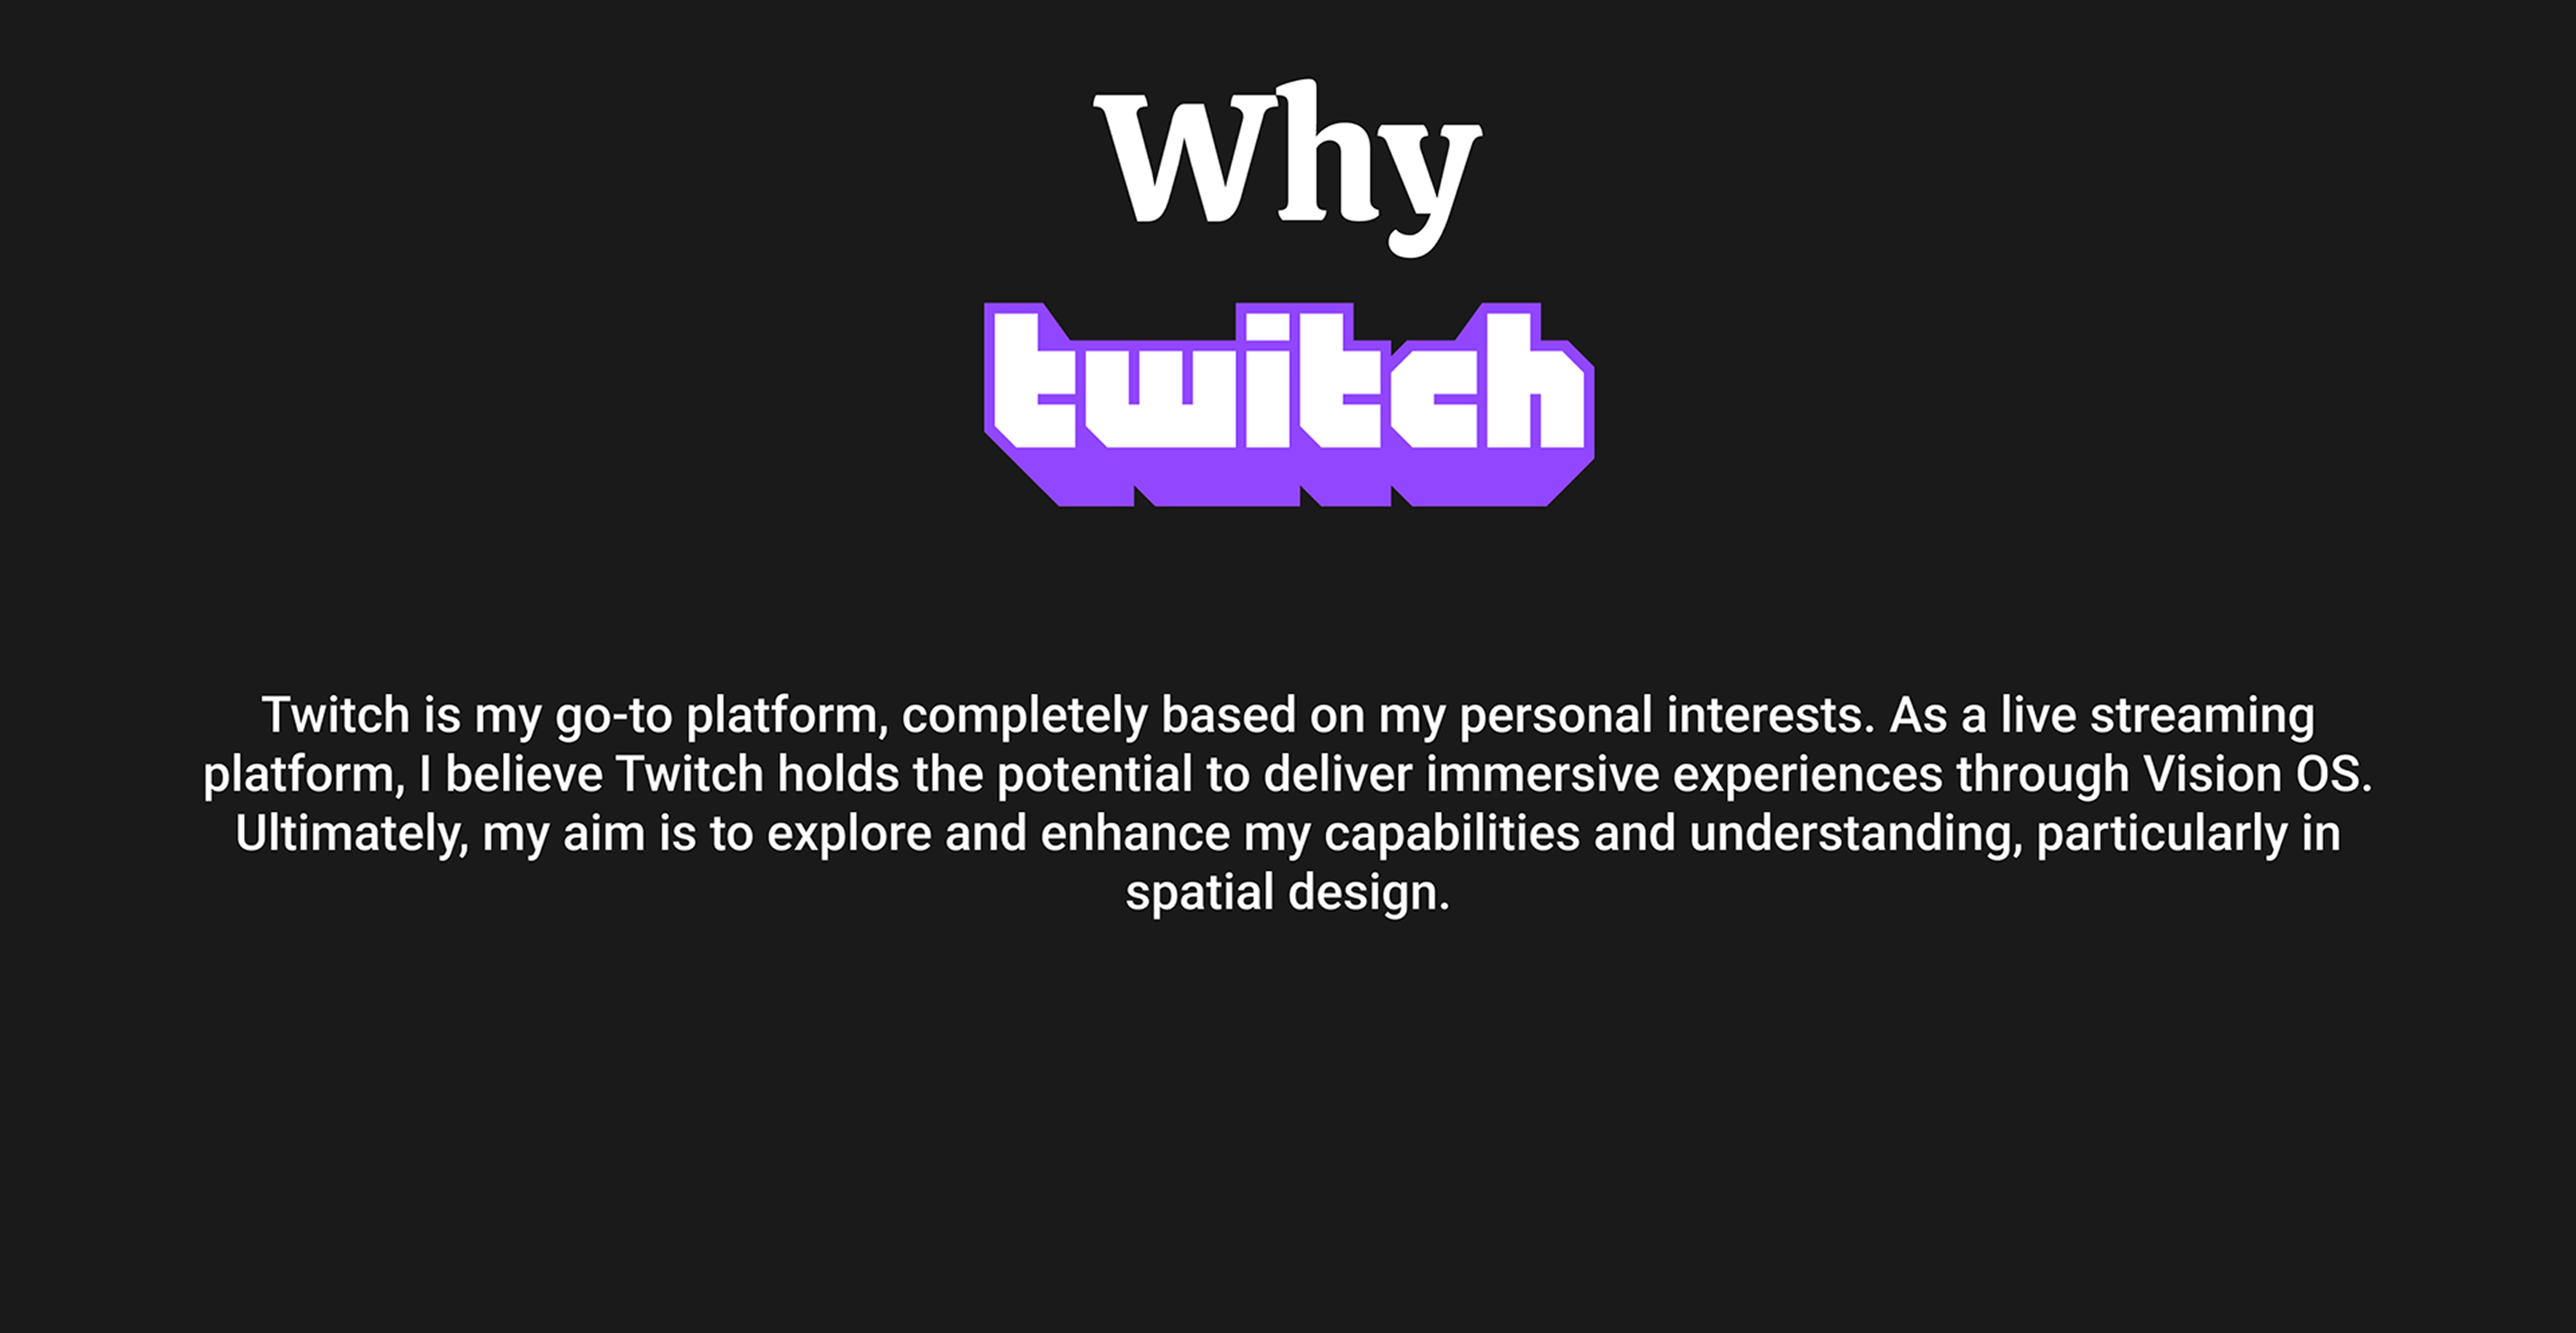 Why
twitch
Twitch is my go-to platform, completely based on my personal interests. As a live streaming
platform, I believe Twitch holds the potential to deliver immersive experiences through Vision OS.
Ultimately, my aim is to explore and enhance my capabilities and understanding, particularly in
spatial design.